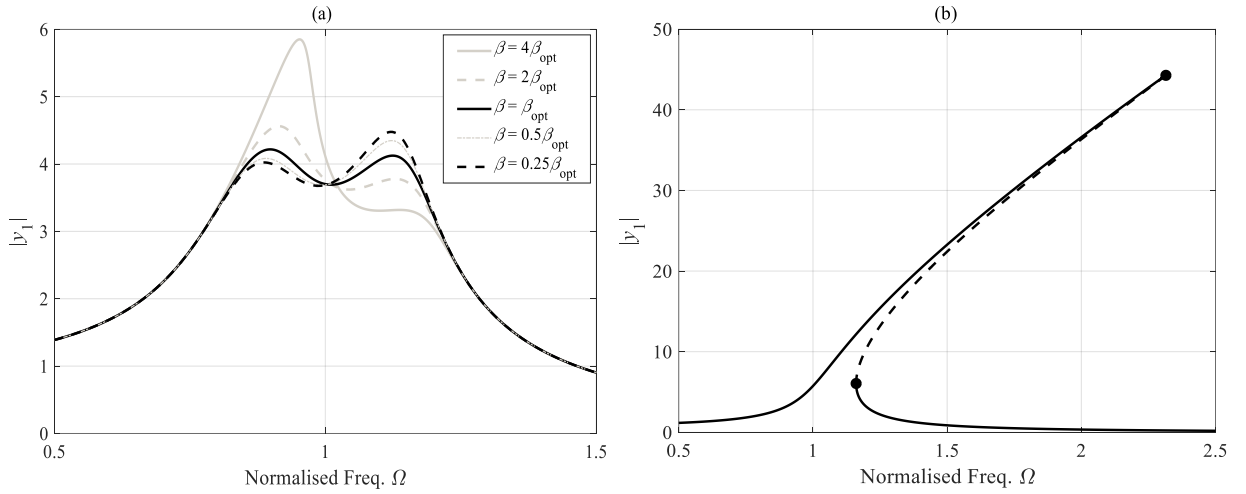 (a)
6
5
4
3
2
1
0
|y1|
0.5 1 1.5
Normalised Freq. Ω
β = 4βopt
β = 2βopt
β = βopt
β = 0.5βopt
β = 0.25βopt
(b)
50
40
30
20
10
0
|y1|
0.5 1 1.5 2 2.5
Normalised Freq. Ω